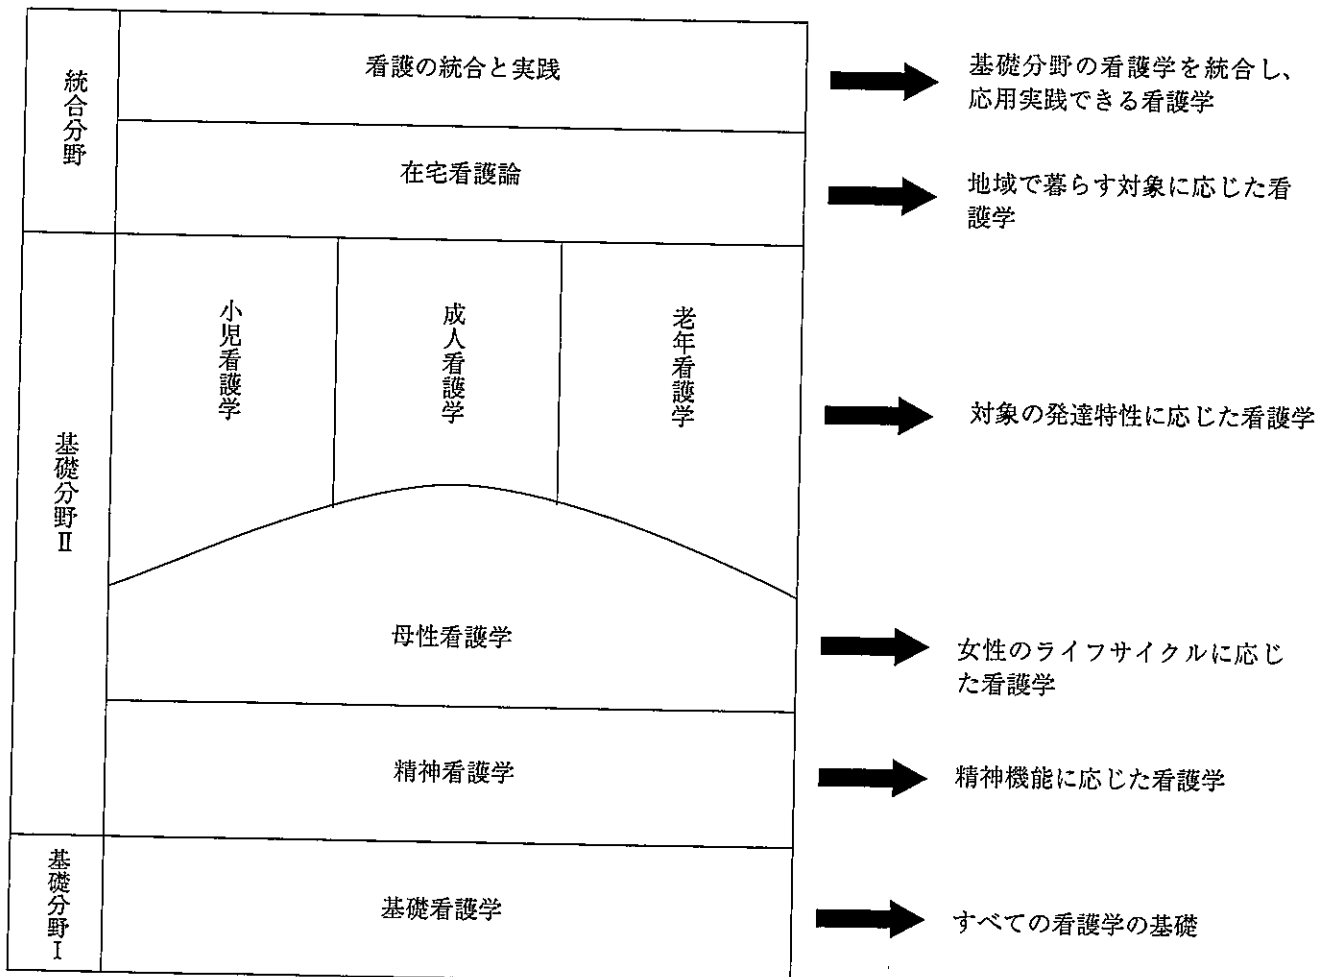 統合分野
看護の統合と実践
基礎分野の看護学を統合し、
応用実践できる看護学
在宅看護論
地域で暮らす対象に応じた看
護学
基礎分野Ⅱ
小児看護学
成人看護学
老年看護学
対象の発達特性に応じた看護学
母性看護学
女性のライフサイクルに応じ
た看護学
精神看護学
精神機能に応じた看護学
基礎分野Ⅰ
基礎看護学
すべての看護学の基礎